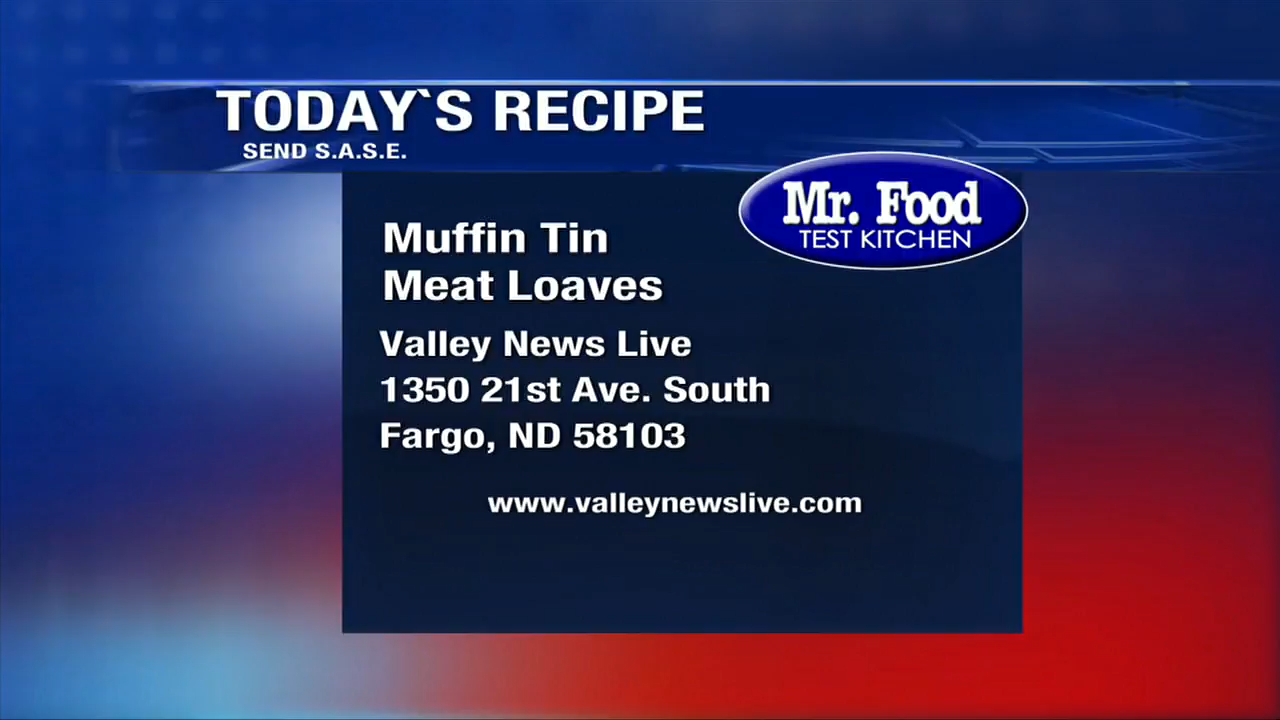 TODAY`S RECIPE
SEND S.A.S.E.
Mr. Food
TEST KITCHEN
Muffin Tin
Meat Loaves
Valley News Live
1350 21st Ave. South
Fargo, ND 58103
www.valleynewslive.com